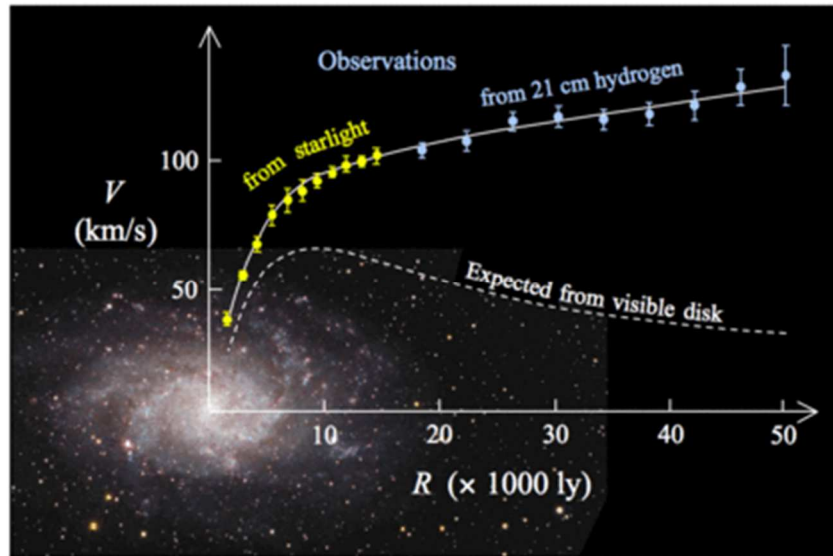 Observations
from 21 cm hydrogen
from starlight
100
V
(km/s)
50
Expected from visible disk
10
20
30
40
50
R (× 1000 ly)